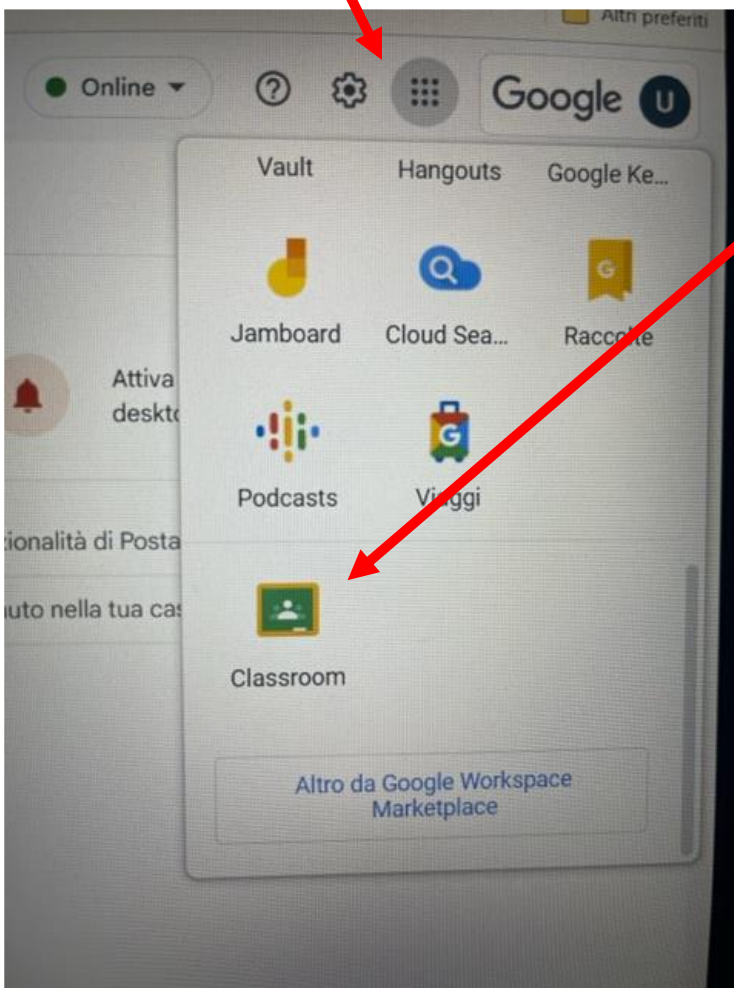 Altri preferiti
Online
Google U
Vault Hangouts Google Ke...
G
Jamboard Cloud Sea... Raccolte
Attiva
deskto
G
Podcasts Viaggi
zionalità di Posta
nuto nella tua cas
Classroom
Altro da Google Workspace
Marketplace